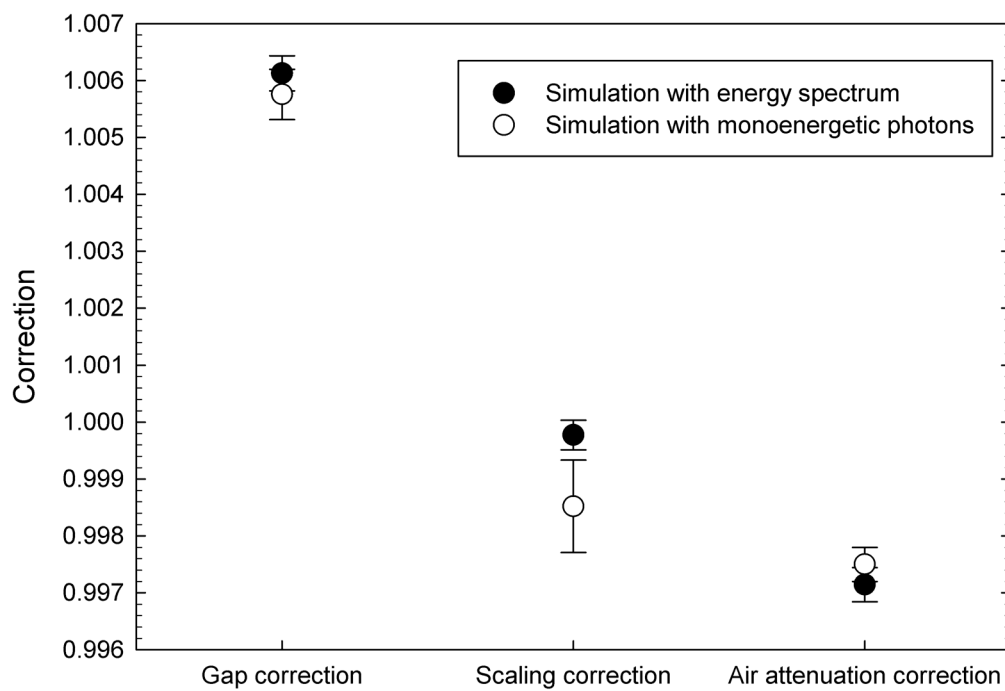 1.007
1.006
1.005
1.004
1.003
1.002
1.001
1.000
0.999
0.998
0.997
0.996
Correction
Simulation with energy spectrum
Simulation with monoenergetic photons
Gap correction
Scaling correction
Air attenuation correction